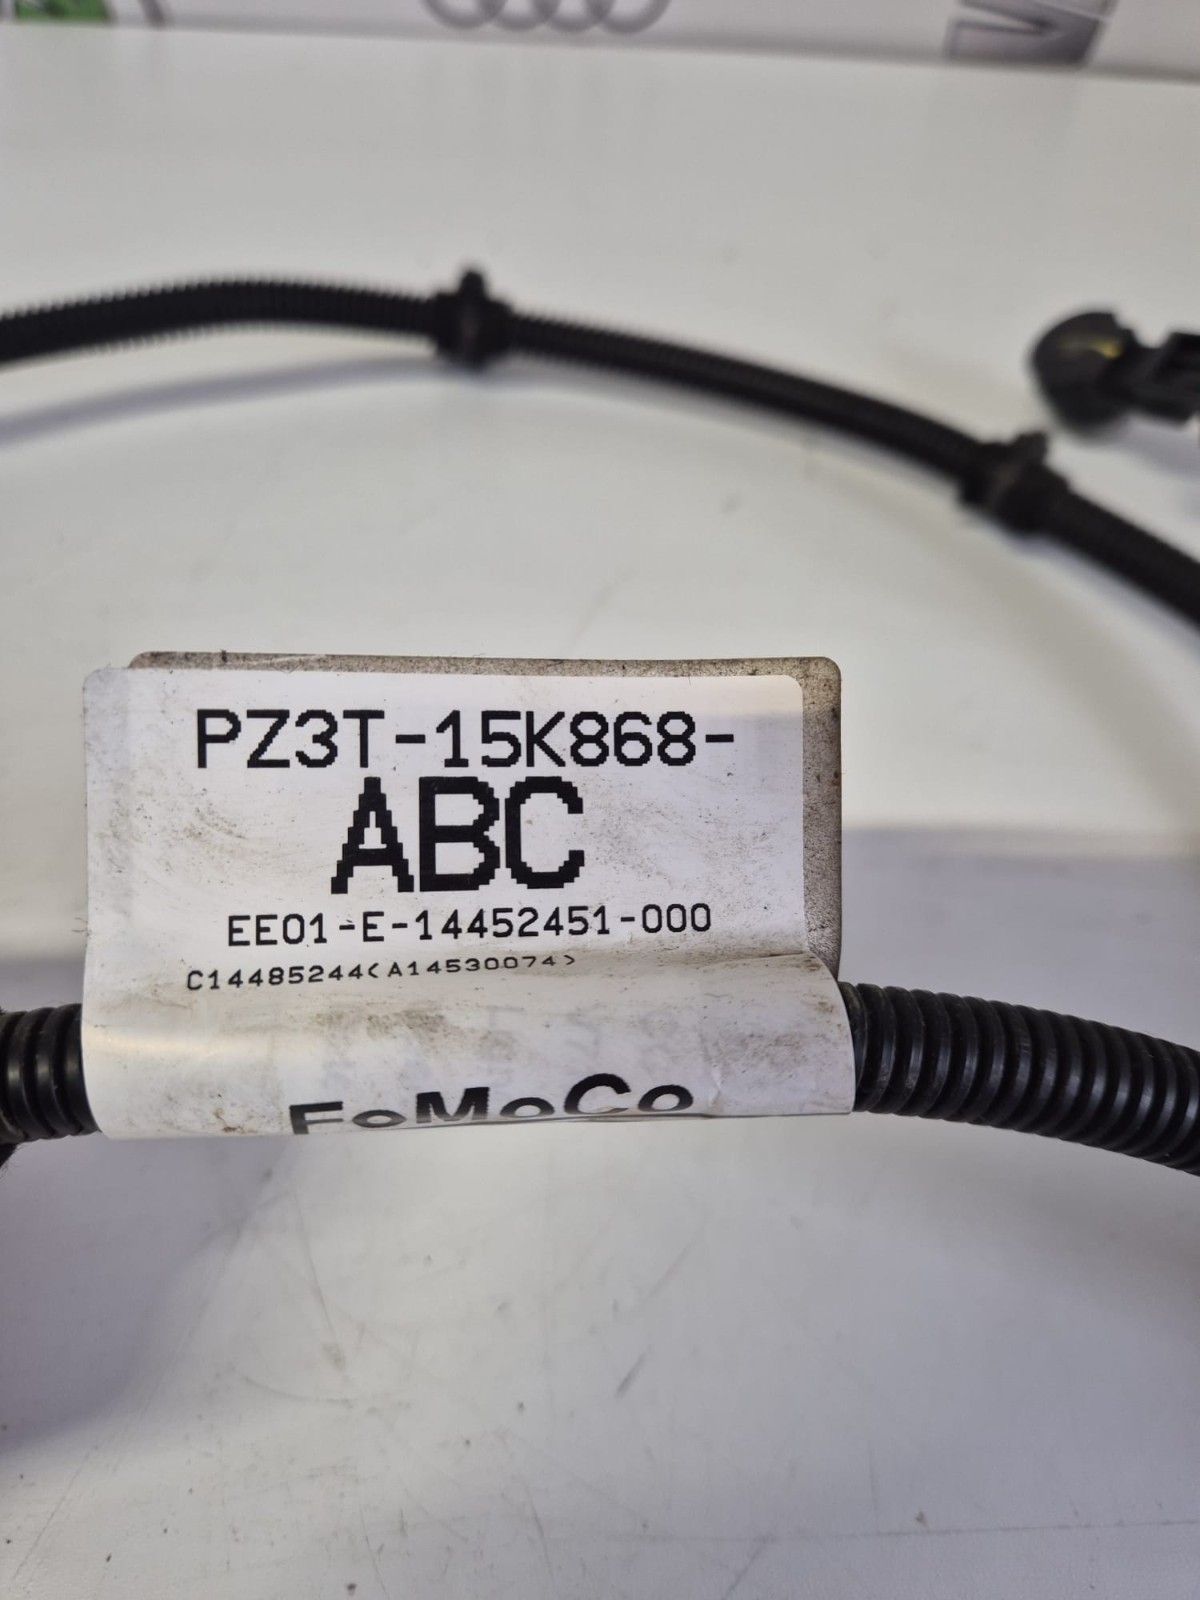 PZ3T-15K868-
ABC
EE01-E-14452451-000
C14485244(A14530074)
FoMoCo